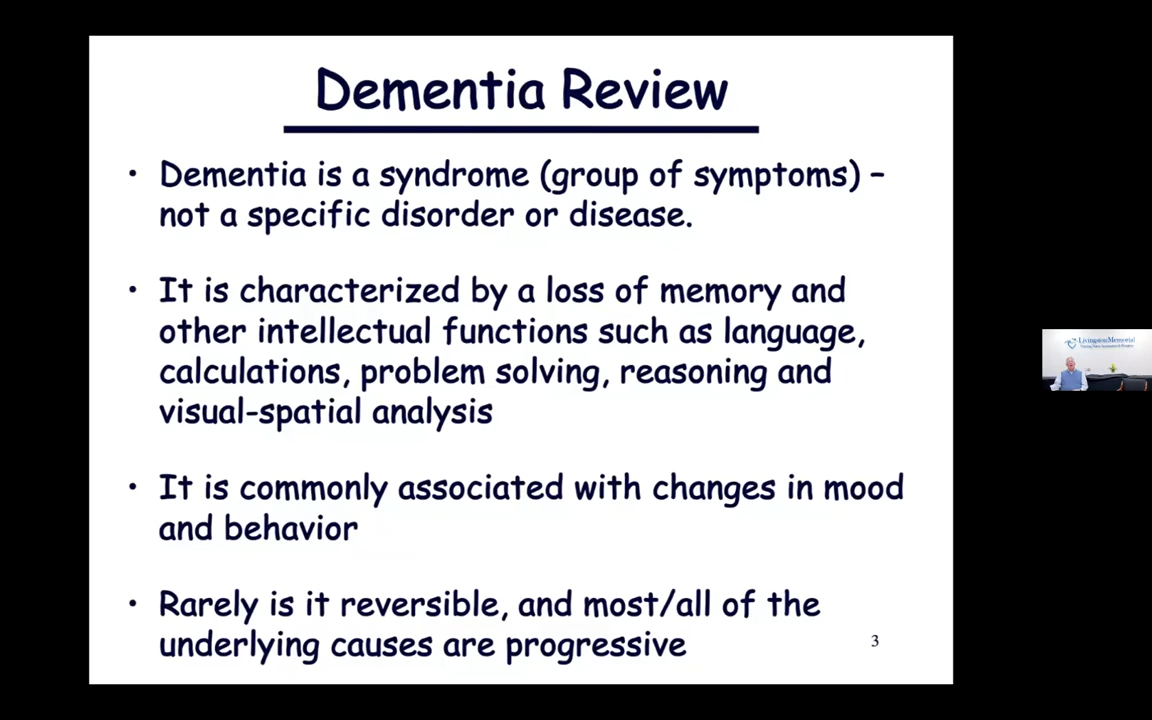 Dementia Review
• Dementia is a syndrome (group of symptoms) –
not a specific disorder or disease.
• It is characterized by a loss of memory and
other intellectual functions such as language,
calculations, problem solving, reasoning and
visual-spatial analysis
• It is commonly associated with changes in mood
and behavior
• Rarely is it reversible, and most/all of the
underlying causes are progressive
3
LivingstonMemorial